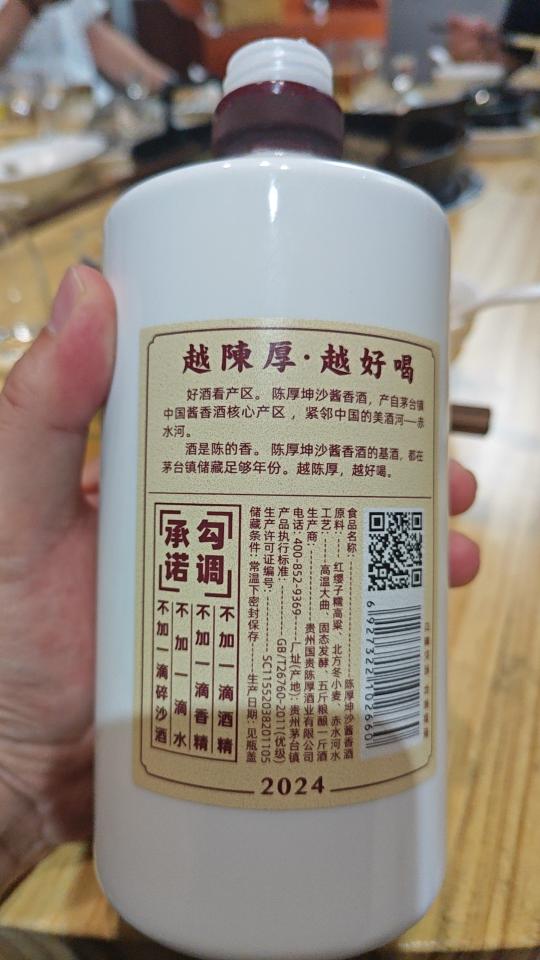 越陳厚·越好喝
好酒看产区。陈厚坤沙酱香酒，产自茅台镇
中国酱香酒核心产区，紧邻中国的美酒河——赤
水河。
酒是陈的香。陈厚坤沙酱香酒的基酒，都在
茅台镇储藏足够年份。越陈厚，越好喝。
食品名称：陈厚坤沙酱香酒
原料：红缨子糯高粱、北方冬小麦、赤水河水
工艺：高温大曲、固态发酵、五斤粮酿一斤酒
生产商：贵州国贵陈厚酒业有限公司
电话：400-852-9369 厂址(产地)：贵州茅台镇
产品执行标准：GB/T26760-2011(优级)
生产许可证编号：SC11552038201105
储藏条件：常温下密封保存 生产日期：见瓶盖
勾调
承诺
不加一滴酒精
不加一滴香精
不加一滴水
不加一滴碎沙酒
6927322102660
2024